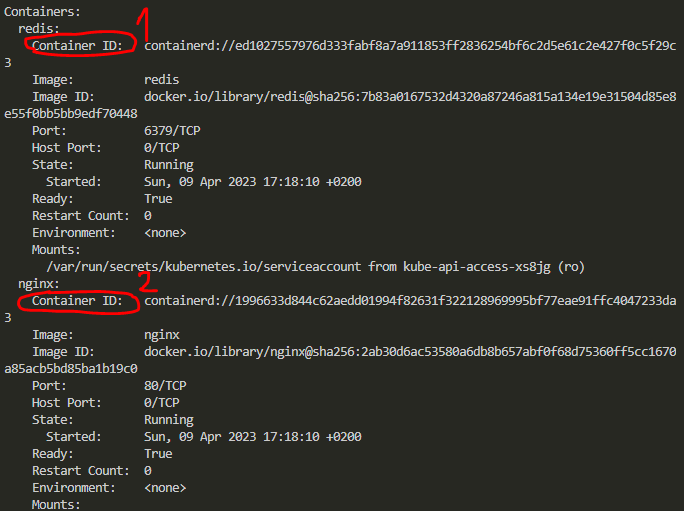 Containers:
redis:
1
Container ID: containerd://ed1027557976d333fabf8a7a911853ff2836254bf6c2d5e61c2e427f0c5f29c
3
Image: redis
Image ID: docker.io/library/redis@sha256:7b83a0167532d4320a87246a815a134e19e31504d85e8
e55f0bb5bb9edf70448
Port: 6379/TCP
Host Port: 0/TCP
State: Running
Started: Sun, 09 Apr 2023 17:18:10 +0200
Ready: True
Restart Count: 0
Environment: <none>
Mounts:
/var/run/secrets/kubernetes.io/serviceaccount from kube-api-access-xs8jg (ro)
nginx:
2
Container ID: containerd://1996633d844c62aedd01994f82631f322128969995bf77eae91ffc4047233da
3
Image: nginx
Image ID: docker.io/library/nginx@sha256:2ab30d6ac53580a6db8b657abf0f68d75360ff5cc1670
a85acb5bd85ba1b19c0
Port: 80/TCP
Host Port: 0/TCP
State: Running
Started: Sun, 09 Apr 2023 17:18:10 +0200
Ready: True
Restart Count: 0
Environment: <none>
Mounts: